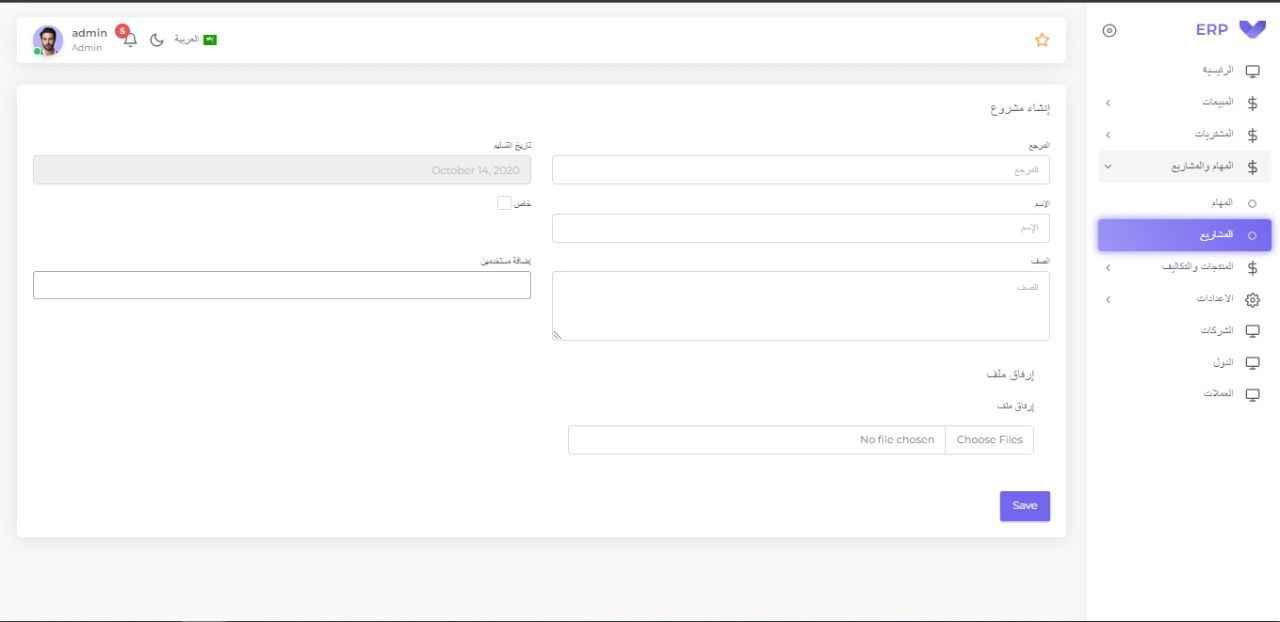 ERP
الرئيسية
المبيعات
المشتريات
المهام والمشاريع
المهام
المشاريع
المنتجات والتكاليف
الاعدادات
الشركات
الدول
العملات
العربية
5
admin
Admin
إنشاء مشروع
المرجع
المرجع
تاريخ التسليم
October 14, 2020
الإسم
الإسم
خاص
الصف
الصف
إضافة مستخدمين
إرفاق ملف
إرفاق ملف
Choose Files
No file chosen
Save